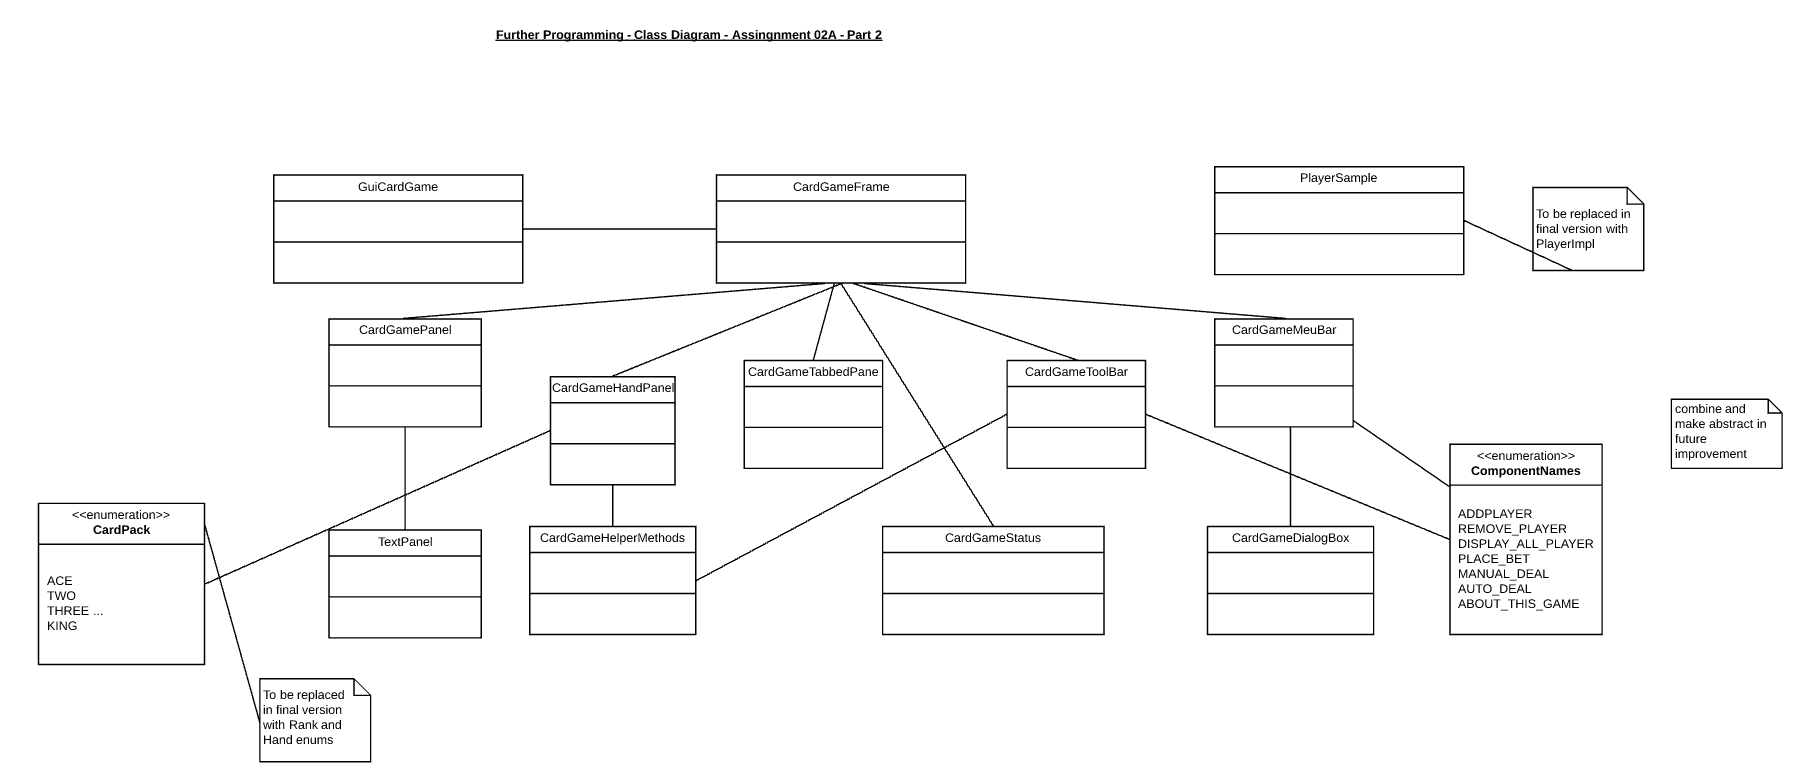 Further Programming - Class Diagram - Assingnment 02A - Part 2
GuiCardGame
CardGameFrame
PlayerSample
To be replaced in
final version with
PlayerImpl
CardGamePanel
CardGameHandPanel
CardGameTabbedPane
CardGameToolBar
CardGameMeuBar
combine and
make abstract in
future
improvement
<<enumeration>>
ComponentNames
ADDPLAYER
REMOVE_PLAYER
DISPLAY_ALL_PLAYER
PLACE_BET
MANUAL_DEAL
AUTO_DEAL
ABOUT_THIS_GAME
<<enumeration>>
CardPack
ACE
TWO
THREE ...
KING
TextPanel
CardGameHelperMethods
CardGameStatus
CardGameDialogBox
To be replaced
in final version
with Rank and
Hand enums